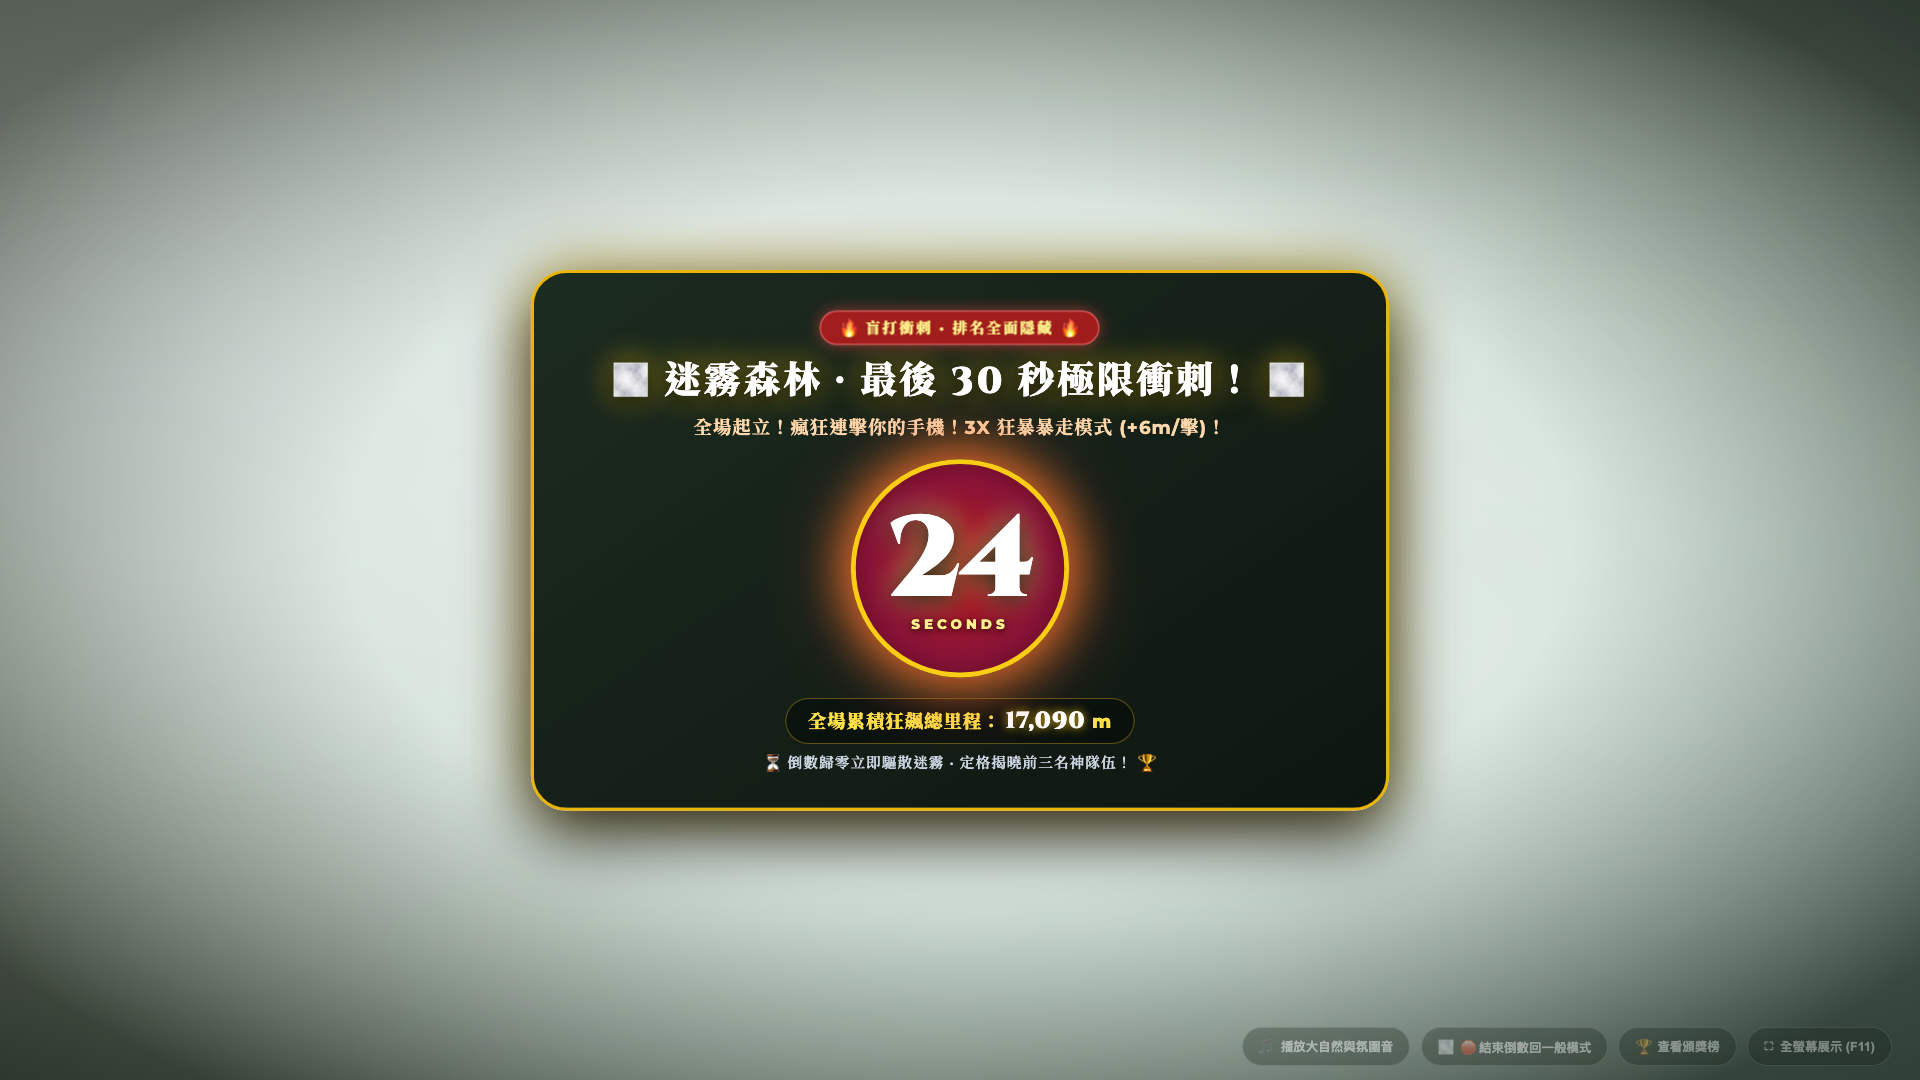 🔥 盲打衝刺 · 排名全面隱藏 🔥
🌫️ 迷霧森林 · 最後 30 秒極限衝刺！ 🌫️
全場起立！瘋狂連擊你的手機！3X 狂暴暴走模式 (+6m/擊)！
24
SECONDS
全場累積狂飆總里程： 17,090 m
⏳ 倒數歸零立即驅散迷霧 · 定格揭曉前三名神隊伍！ 🏆
🎵 播放大自然與氛圍音
🌫️ 🛑 結束倒數回一般模式
🏆 查看頒獎榜
⛶ 全螢幕展示 (F11)